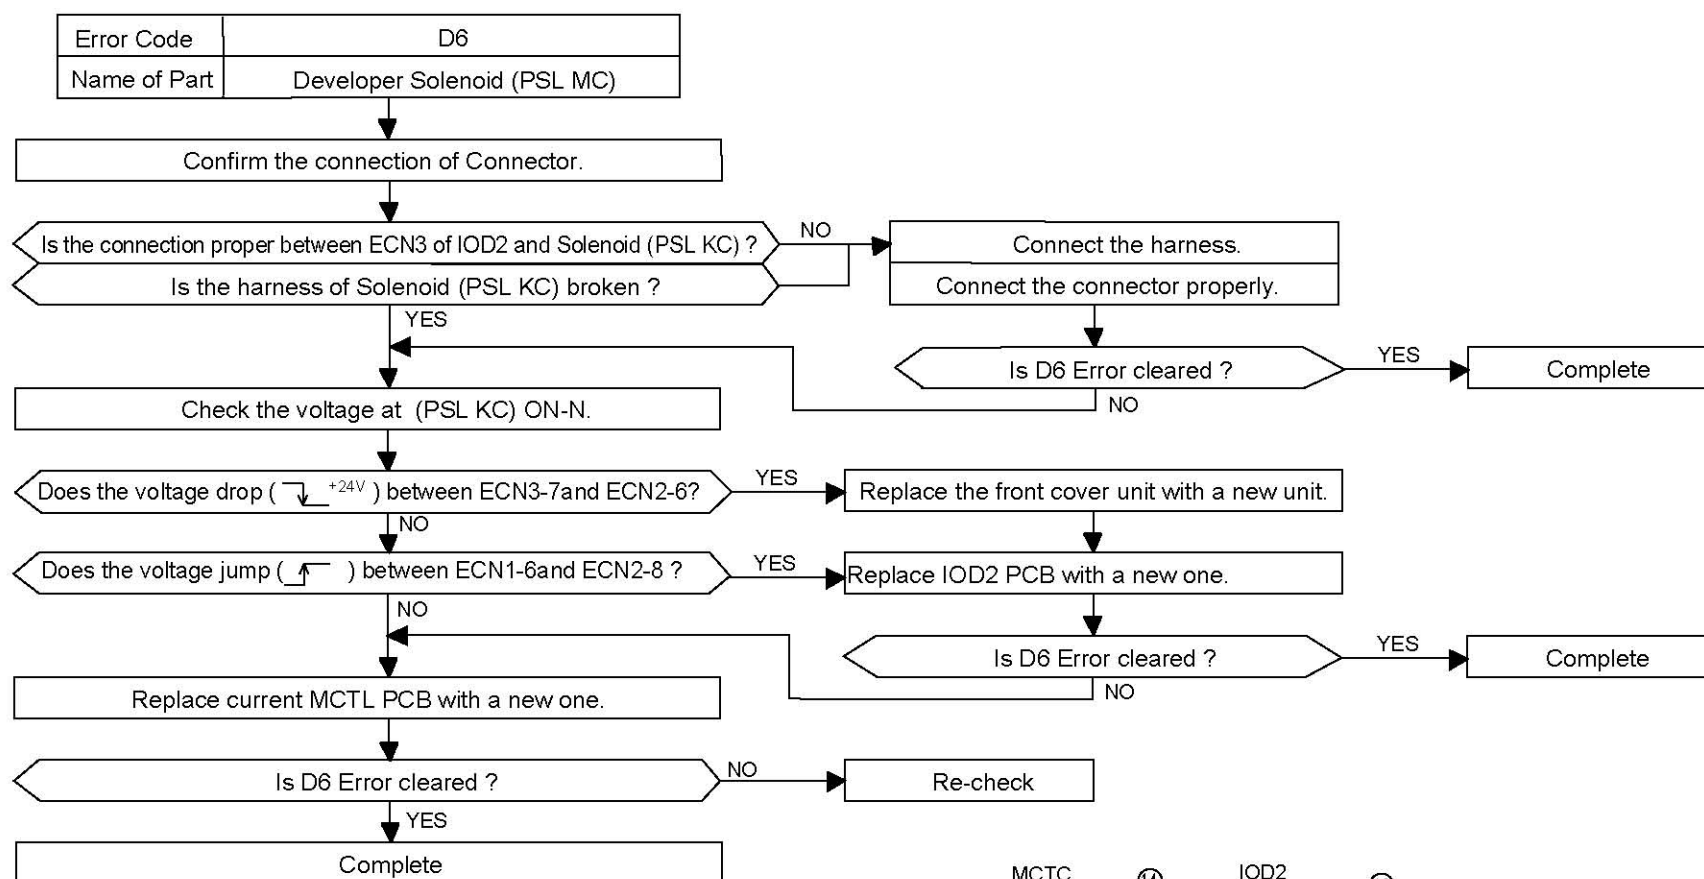 Error Code D6
Name of Part Developer Solenoid (PSL MC)
Confirm the connection of Connector.
Is the connection proper between ECN3 of IOD2 and Solenoid (PSL KC) ?
NO
Connect the harness.
Is the harness of Solenoid (PSL KC) broken ?
Connect the connector properly.
YES
Is D6 Error cleared ?
YES
Complete
NO
Check the voltage at (PSL KC) ON-N.
Does the voltage drop ( +24V ) between ECN3-7and ECN2-6?
YES
Replace the front cover unit with a new unit.
NO
Does the voltage jump ( ) between ECN1-6and ECN2-8 ?
YES
Replace IOD2 PCB with a new one.
NO
Is D6 Error cleared ?
YES
Complete
NO
Replace current MCTL PCB with a new one.
Is D6 Error cleared ?
NO
Re-check
YES
Complete
MCTC IOD2